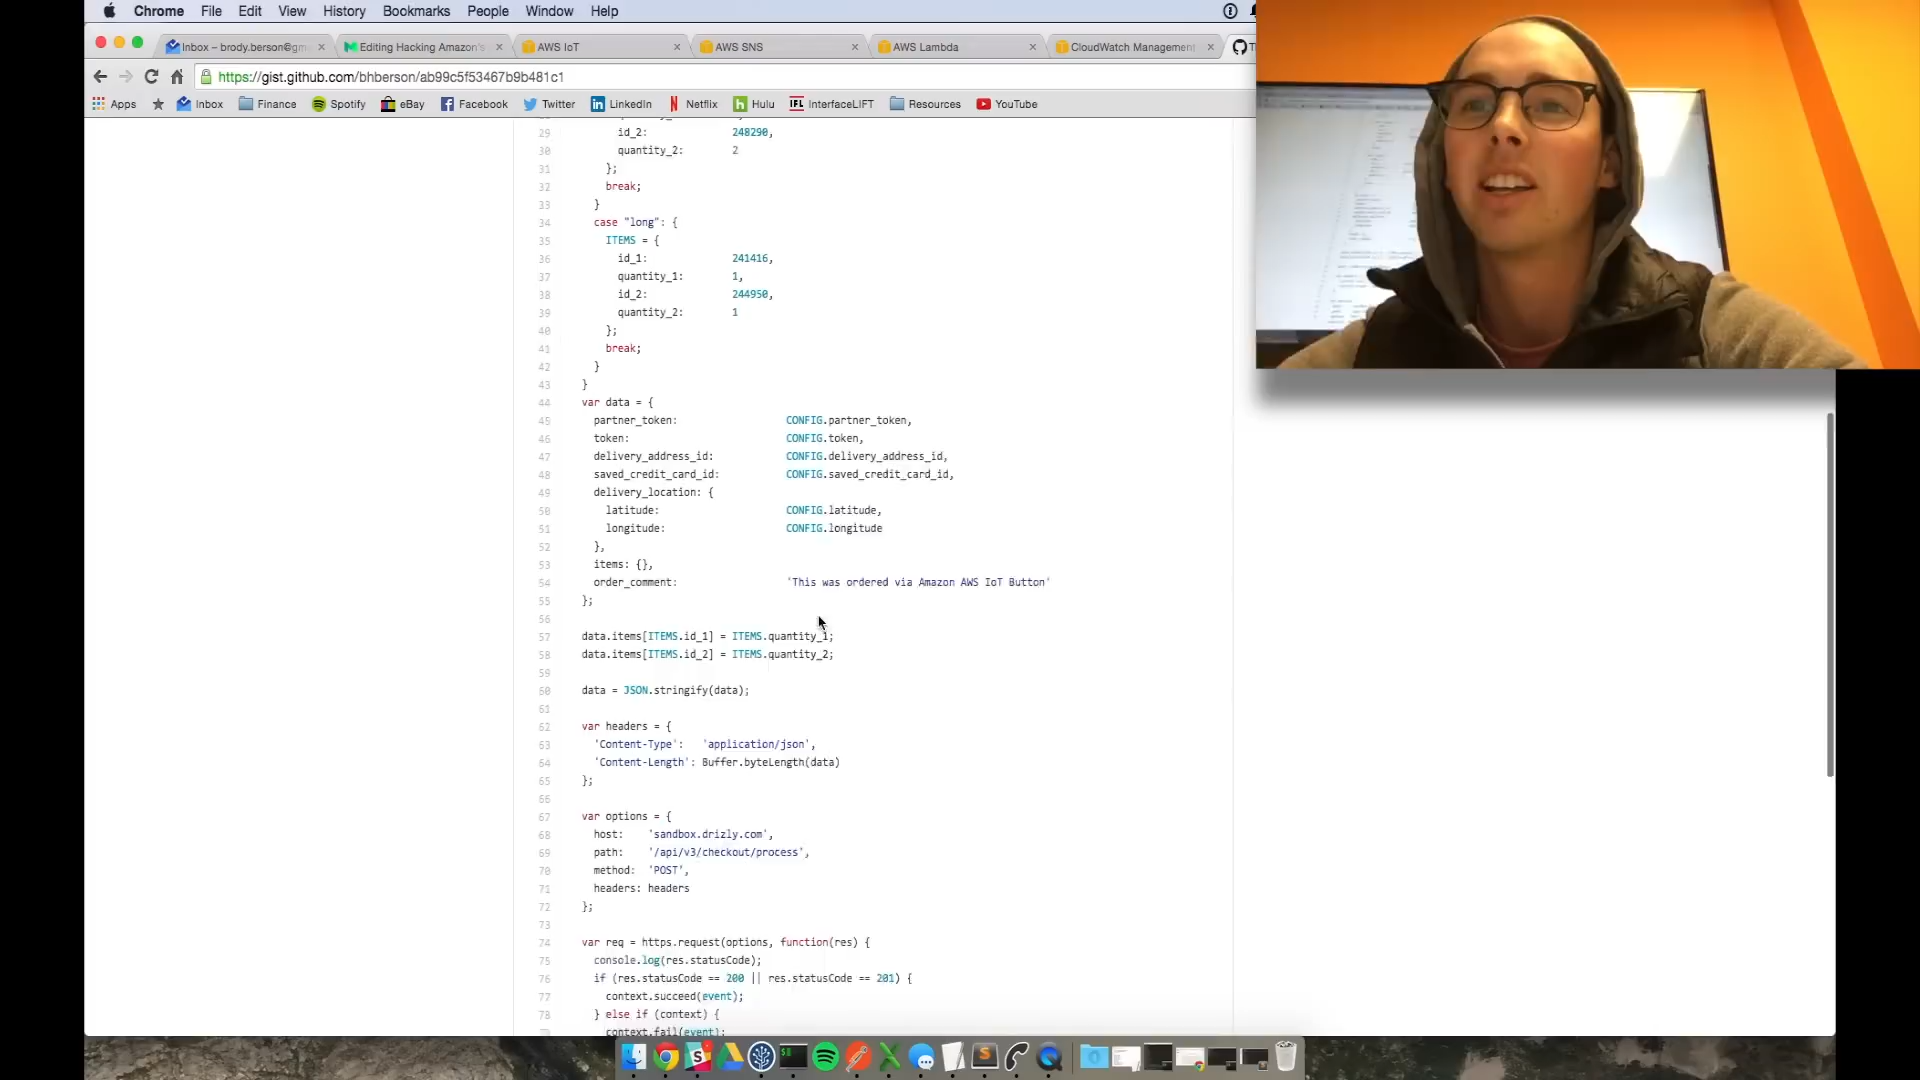 Chrome File Edit View History Bookmarks People Window Help
Inbox – brody.berson@gm
Editing Hacking Amazon's
AWS IoT
AWS SNS
AWS Lambda
CloudWatch Management
https://gist.github.com/bhberson/ab99c5f53467b9b481c1
Apps Inbox Finance Spotify eBay Facebook Twitter LinkedIn Netflix Hulu InterfaceLIFT Resources YouTube
29 id_2: 248290,
30 quantity_2: 2
31 };
32 break;
33 }
34 case "long": {
35 ITEMS = {
36 id_1: 241416,
37 quantity_1: 1,
38 id_2: 244950,
39 quantity_2: 1
40 };
41 break;
42 }
43 }
44 var data = {
45 partner_token: CONFIG.partner_token,
46 token: CONFIG.token,
47 delivery_address_id: CONFIG.delivery_address_id,
48 saved_credit_card_id: CONFIG.saved_credit_card_id,
49 delivery_location: {
50 latitude: CONFIG.latitude,
51 longitude: CONFIG.longitude
52 },
53 items: {},
54 order_comment: 'This was ordered via Amazon AWS IoT Button'
55 };
56
57 data.items[ITEMS.id_1] = ITEMS.quantity_1;
58 data.items[ITEMS.id_2] = ITEMS.quantity_2;
59
60 data = JSON.stringify(data);
61
62 var headers = {
63 'Content-Type': 'application/json',
64 'Content-Length': Buffer.byteLength(data)
65 };
66
67 var options = {
68 host: 'sandbox.drizly.com',
69 path: '/api/v3/checkout/process',
70 method: 'POST',
71 headers: headers
72 };
73
74 var req = https.request(options, function(res) {
75 console.log(res.statusCode);
76 if (res.statusCode == 200 || res.statusCode == 201) {
77 context.succeed(event);
78 } else if (context) {
context.fail(event);